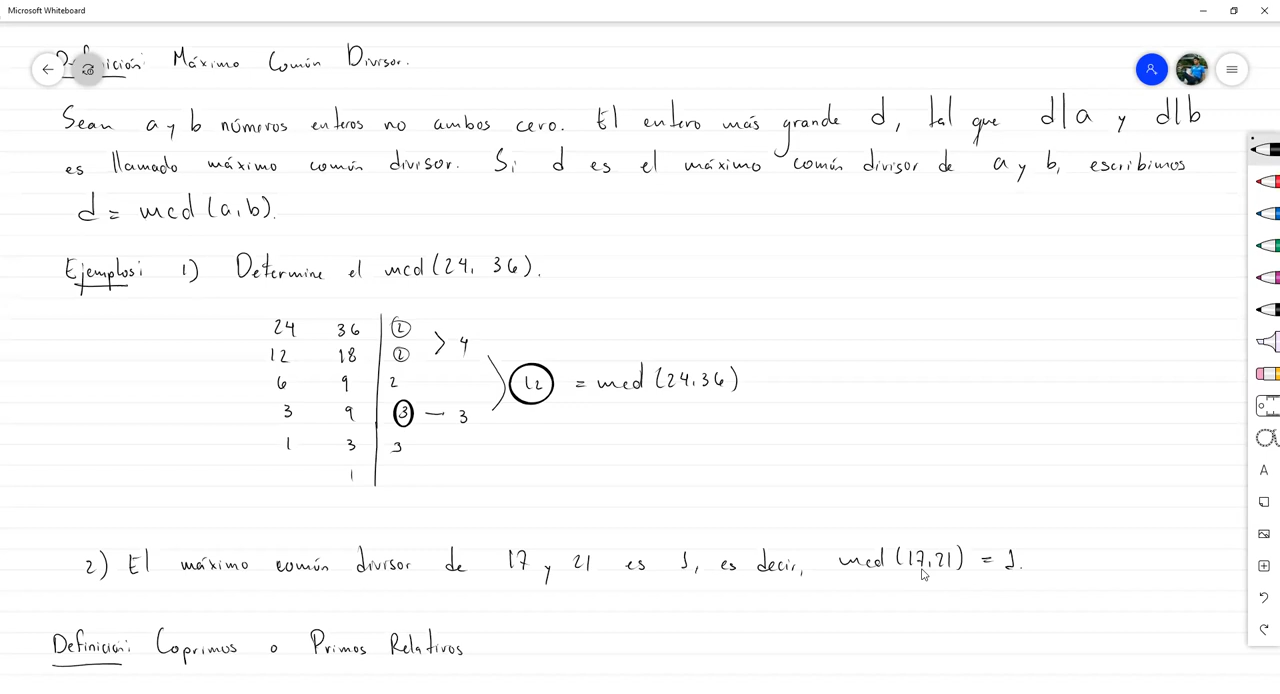 Microsoft Whiteboard
Definición: Máximo Común Divisor.
Sean a y b números enteros no ambos cero. El entero más grande d, tal que d|a y d|b
es llamado máximo común divisor. Si d es el máximo común divisor de a y b, escribimos
d = mcd (a,b).
Ejemplos: 1) Determine el mcd (24, 36).
24 36 | 2
12 18 | 2 > 4
6 9 | 2 12 = mcd (24,36)
3 9 | 3 — 3
1 3 | 3
1
2) El máximo común divisor de 17 y 21 es 1, es decir, mcd (17,21) = 1.
Definición: Coprimos o Primos Relativos